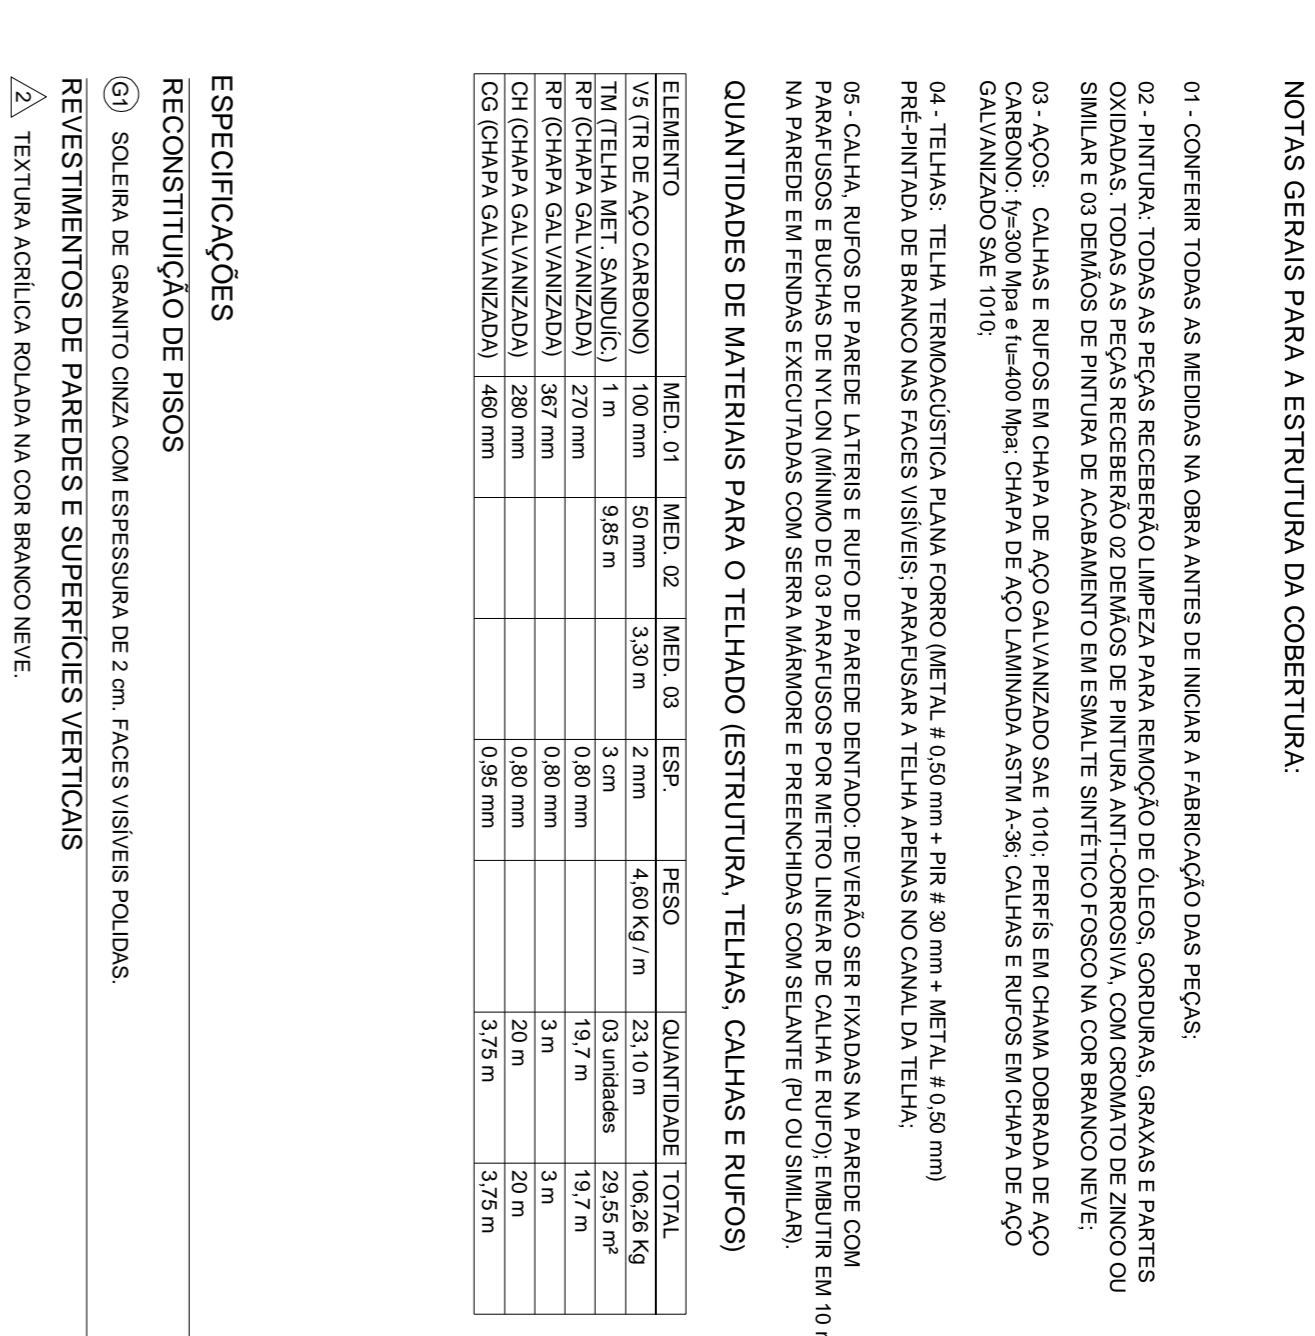 NOTAS GERAIS PARA A ESTRUTURA DA COBERTURA:
01 - CONFERIR TODAS AS MEDIDAS NA OBRA ANTES DE INICIAR A FABRICAÇÃO DAS PEÇAS;
02 - PINTURA: TODAS AS PEÇAS RECEBERÃO LIMPEZA PARA REMOÇÃO DE ÓLEOS, GORDURAS, GRAXAS E PARTES
OXIDADAS. TODAS AS PEÇAS RECEBERÃO 02 DEMÃOS DE PINTURA ANTI-CORROSIVA, COM CROMATO DE ZINCO OU
SIMILAR E 03 DEMÃOS DE PINTURA DE ACABAMENTO EM ESMALTE SINTÉTICO FOSCO NA COR BRANCO NEVE;
03 - AÇOS: CALHAS E RUFOS EM CHAPA DE AÇO GALVANIZADO SAE 1010; PERFÍS EM CHAMA DOBRADA DE AÇO
CARBONO: fy=300 Mpa e fu=400 Mpa; CHAPA DE AÇO LAMINADA ASTM A-36; CALHAS E RUFOS EM CHAPA DE AÇO
GALVANIZADO SAE 1010;
04 - TELHAS: TELHA TERMOACÚSTICA PLANA FORRO (METAL # 0,50 mm + PIR # 30 mm + METAL # 0,50 mm)
PRÉ-PINTADA DE BRANCO NAS FACES VISÍVEIS; PARAFUSAR A TELHA APENAS NO CANAL DA TELHA;
05 - CALHA, RUFOS DE PAREDE LATERIS E RUFO DE PAREDE DENTADO: DEVERÃO SER FIXADAS NA PAREDE COM
PARAFUSOS E BUCHAS DE NYLON (MÍNIMO DE 03 PARAFUSOS POR METRO LINEAR DE CALHA E RUFO); EMBUTIR EM 10
NA PAREDE EM FENDAS EXECUTADAS COM SERRA MÁRMORE E PREENCHIDAS COM SELANTE (PU OU SIMILAR).
QUANTIDADES DE MATERIAIS PARA O TELHADO (ESTRUTURA, TELHAS, CALHAS E RUFOS)
ELEMENTO MED. 01 MED. 02 MED. 03 ESP. PESO QUANTIDADE TOTAL
V5 (TR DE AÇO CARBONO) 100 mm 50 mm 3,30 m 2 mm 4,60 Kg / m 23,10 m 106,26 Kg
TM (TELHA MET. SANDUÍC.) 1 m 9,85 m 3 cm 03 unidades 29,55 m²
RP (CHAPA GALVANIZADA) 270 mm 0,80 mm 19,7 m 19,7 m
RP (CHAPA GALVANIZADA) 367 mm 0,80 mm 3 m 3 m
CH (CHAPA GALVANIZADA) 280 mm 0,80 mm 20 m 20 m
CG (CHAPA GALVANIZADA) 460 mm 0,95 mm 3,75 m 3,75 m
ESPECIFICAÇÕES
RECONSTITUIÇÃO DE PISOS
G1 SOLEIRA DE GRANITO CINZA COM ESPESSURA DE 2 cm. FACES VISÍVEIS POLIDAS.
REVESTIMENTOS DE PAREDES E SUPERFÍCIES VERTICAIS
2 TEXTURA ACRÍLICA ROLADA NA COR BRANCO NEVE.